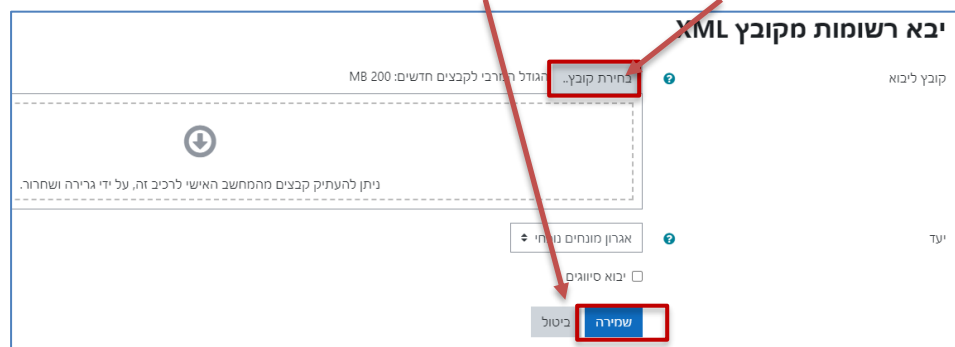 יבא רשומות מקובץ XML
קובץ ליבוא
בחירת קובץ.. הגודל המרבי לקבצים חדשים: 200 MB
ניתן להעתיק קבצים מהמחשב האישי לרכיב זה, על ידי גרירה ושחרור.
יעד
אגרון מונחים נוכחי
יבוא סיווגים
שמירה ביטול